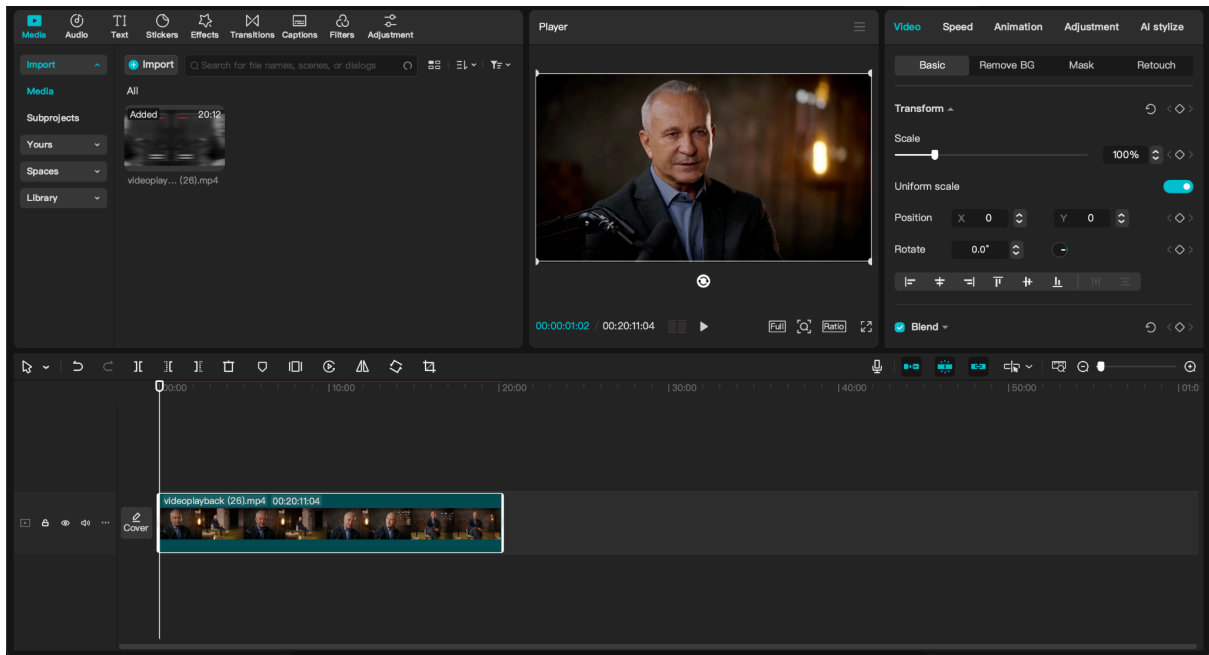 Media Audio Text Stickers Effects Transitions Captions Filters Adjustment
TI
Import
Media
Subprojects
Yours
Spaces
Library
Import
Search for file names, scenes, or dialogs
All
Added 20:12
videoplay... (26).mp4
Player
00:00:01:02 / 00:20:11:04
Full Ratio
Video Speed Animation Adjustment AI stylize
Basic Remove BG Mask Retouch
Transform
Scale
100%
Uniform scale
Position X 0 Y 0
Rotate 0.0°
Blend
00:00 10:00 20:00 30:00 40:00 50:00 01:0
videoplayback (26).mp4 00:20:11:04
Cover